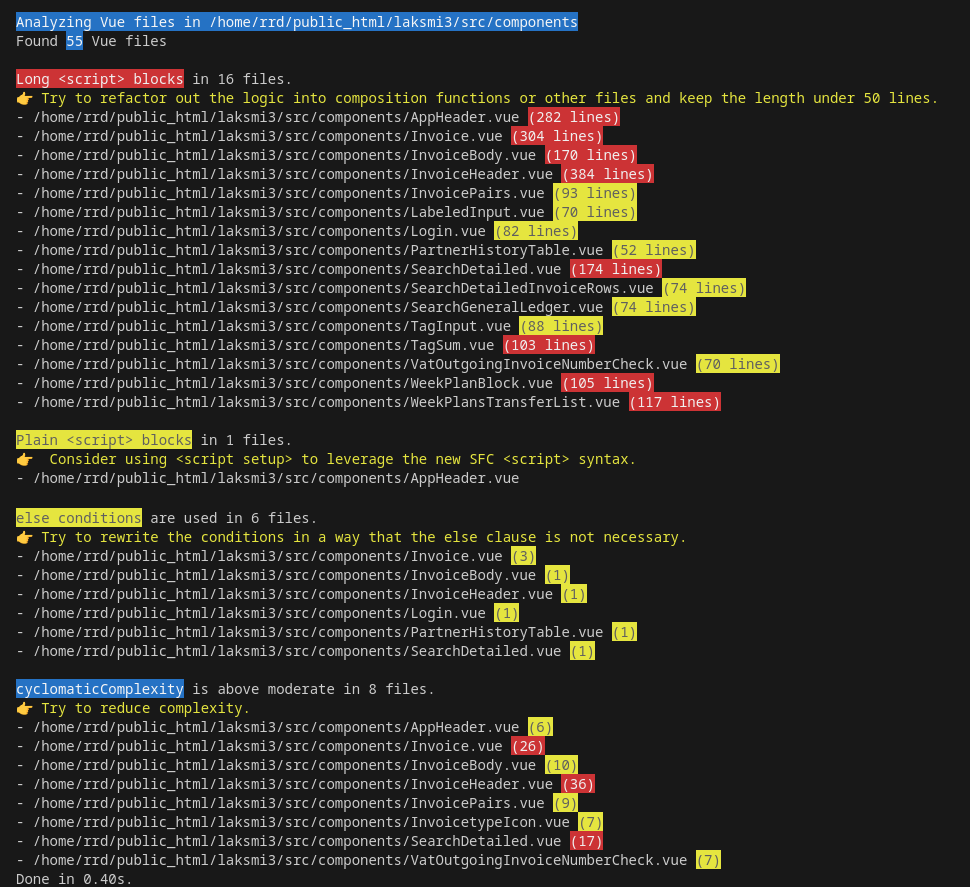 Analyzing Vue files in /home/rrd/public_html/laksmi3/src/components
Found 55 Vue files
Long <script> blocks in 16 files.
👉 Try to refactor out the logic into composition functions or other files and keep the length under 50 lines.
- /home/rrd/public_html/laksmi3/src/components/AppHeader.vue (282 lines)
- /home/rrd/public_html/laksmi3/src/components/Invoice.vue (304 lines)
- /home/rrd/public_html/laksmi3/src/components/InvoiceBody.vue (170 lines)
- /home/rrd/public_html/laksmi3/src/components/InvoiceHeader.vue (384 lines)
- /home/rrd/public_html/laksmi3/src/components/InvoicePairs.vue (93 lines)
- /home/rrd/public_html/laksmi3/src/components/LabeledInput.vue (70 lines)
- /home/rrd/public_html/laksmi3/src/components/Login.vue (82 lines)
- /home/rrd/public_html/laksmi3/src/components/PartnerHistoryTable.vue (52 lines)
- /home/rrd/public_html/laksmi3/src/components/SearchDetailed.vue (174 lines)
- /home/rrd/public_html/laksmi3/src/components/SearchDetailedInvoiceRows.vue (74 lines)
- /home/rrd/public_html/laksmi3/src/components/SearchGeneralLedger.vue (74 lines)
- /home/rrd/public_html/laksmi3/src/components/TagInput.vue (88 lines)
- /home/rrd/public_html/laksmi3/src/components/TagSum.vue (103 lines)
- /home/rrd/public_html/laksmi3/src/components/VatOutgoingInvoiceNumberCheck.vue (70 lines)
- /home/rrd/public_html/laksmi3/src/components/WeekPlanBlock.vue (105 lines)
- /home/rrd/public_html/laksmi3/src/components/WeekPlansTransferList.vue (117 lines)
Plain <script> blocks in 1 files.
👉 Consider using <script setup> to leverage the new SFC <script> syntax.
- /home/rrd/public_html/laksmi3/src/components/AppHeader.vue
else conditions are used in 6 files.
👉 Try to rewrite the conditions in a way that the else clause is not necessary.
- /home/rrd/public_html/laksmi3/src/components/Invoice.vue (3)
- /home/rrd/public_html/laksmi3/src/components/InvoiceBody.vue (1)
- /home/rrd/public_html/laksmi3/src/components/InvoiceHeader.vue (1)
- /home/rrd/public_html/laksmi3/src/components/Login.vue (1)
- /home/rrd/public_html/laksmi3/src/components/PartnerHistoryTable.vue (1)
- /home/rrd/public_html/laksmi3/src/components/SearchDetailed.vue (1)
cyclomaticComplexity is above moderate in 8 files.
👉 Try to reduce complexity.
- /home/rrd/public_html/laksmi3/src/components/AppHeader.vue (6)
- /home/rrd/public_html/laksmi3/src/components/Invoice.vue (26)
- /home/rrd/public_html/laksmi3/src/components/InvoiceBody.vue (10)
- /home/rrd/public_html/laksmi3/src/components/InvoiceHeader.vue (36)
- /home/rrd/public_html/laksmi3/src/components/InvoicePairs.vue (9)
- /home/rrd/public_html/laksmi3/src/components/InvoicetypeIcon.vue (7)
- /home/rrd/public_html/laksmi3/src/components/SearchDetailed.vue (17)
- /home/rrd/public_html/laksmi3/src/components/VatOutgoingInvoiceNumberCheck.vue (7)
Done in 0.40s.